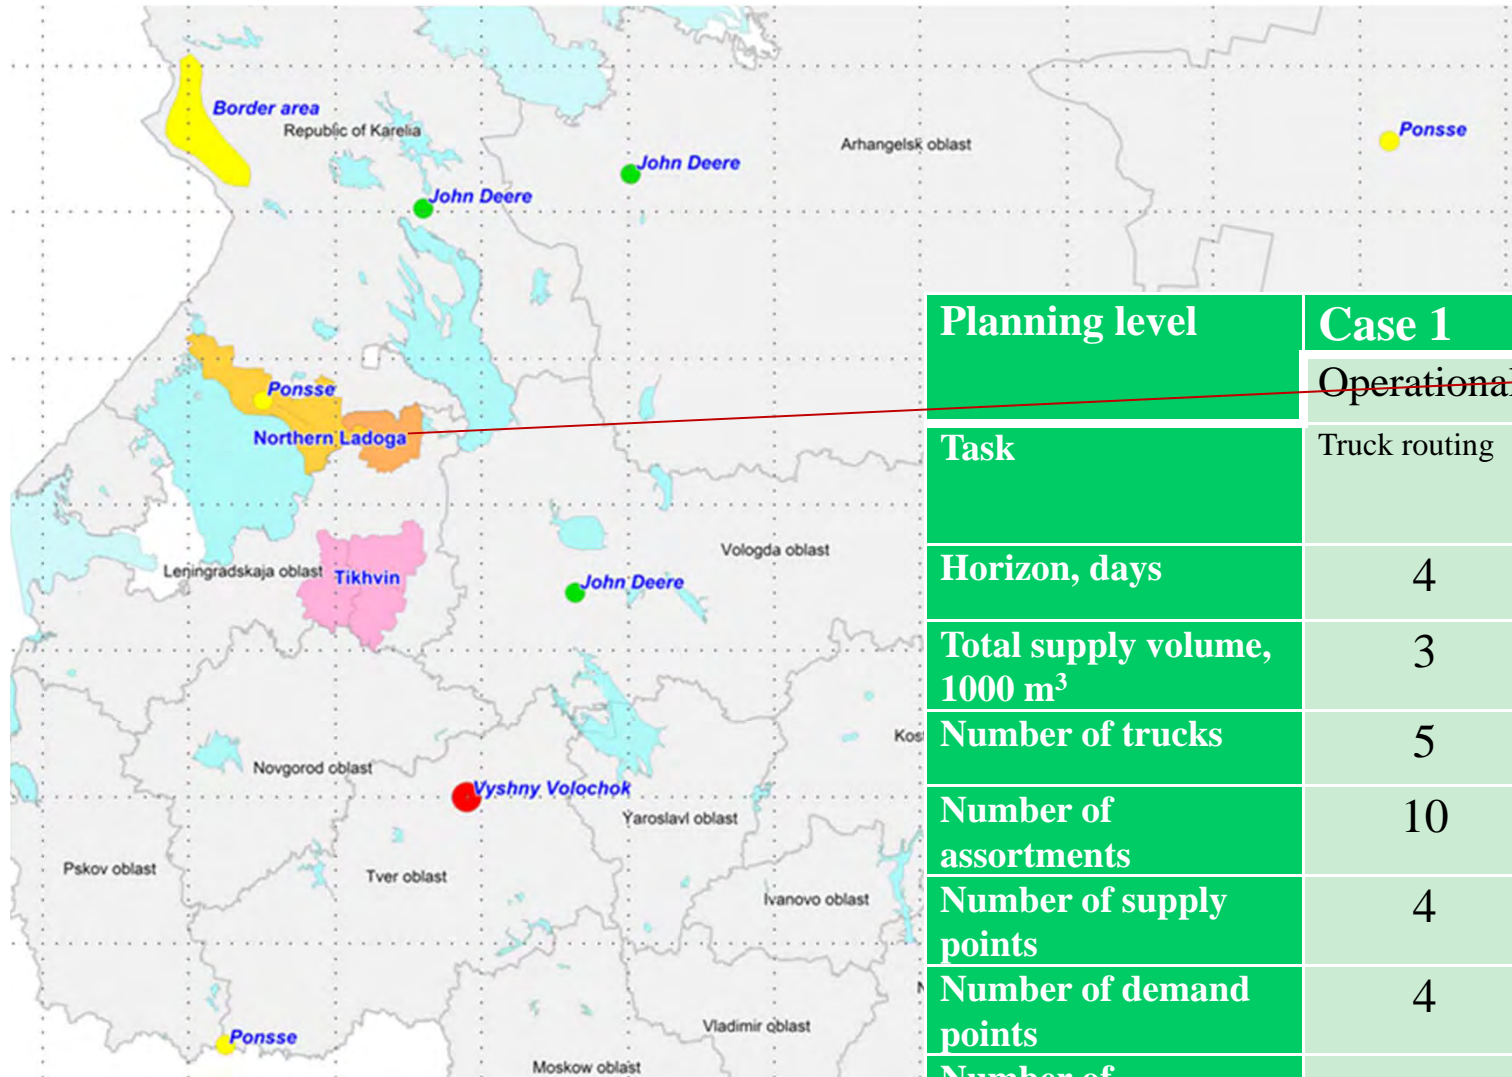 Border area
Republic of Karelia
Arhangelsk oblast
Ponsse
John Deere
John Deere
Ponsse
Northern Ladoga
Leningradskaja oblast
Tikhvin
Vologda oblast
John Deere
Novgorod oblast
Vyshny Volochok
Yaroslavl oblast
Pskov oblast
Tver oblast
Ivanovo oblast
Vladimir oblast
Ponsse
Moskow oblast
Kos
Planning level
Case 1
Operational
Task
Truck routing
Horizon, days
4
Total supply volume,
1000 m³
3
Number of trucks
5
Number of
assortments
10
Number of supply
points
4
Number of demand
points
4
Number of